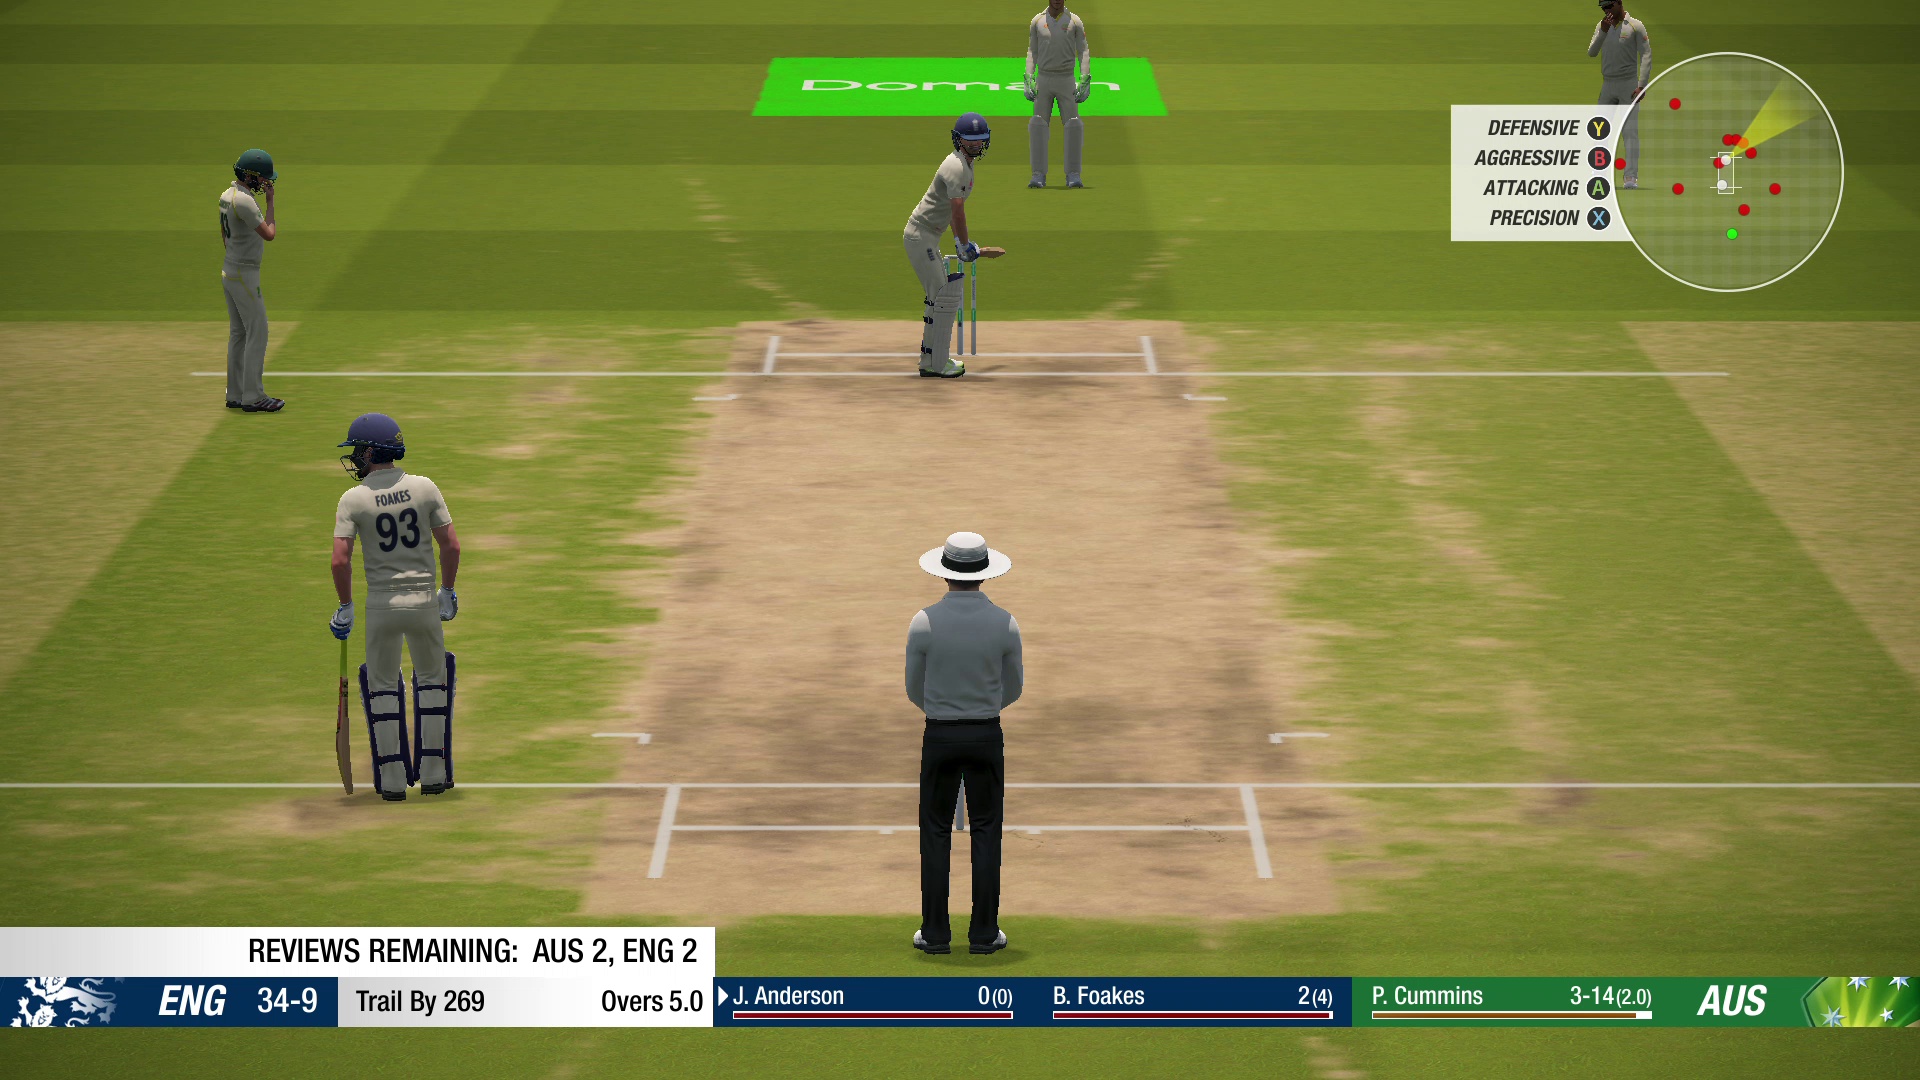 Domain
DEFENSIVE Y
AGGRESSIVE B
ATTACKING A
PRECISION X
FOAKES
93
REVIEWS REMAINING: AUS 2, ENG 2
ENG 34-9 Trail By 269 Overs 5.0 J. Anderson 0(0) B. Foakes 2(4) P. Cummins 3-14(2.0) AUS